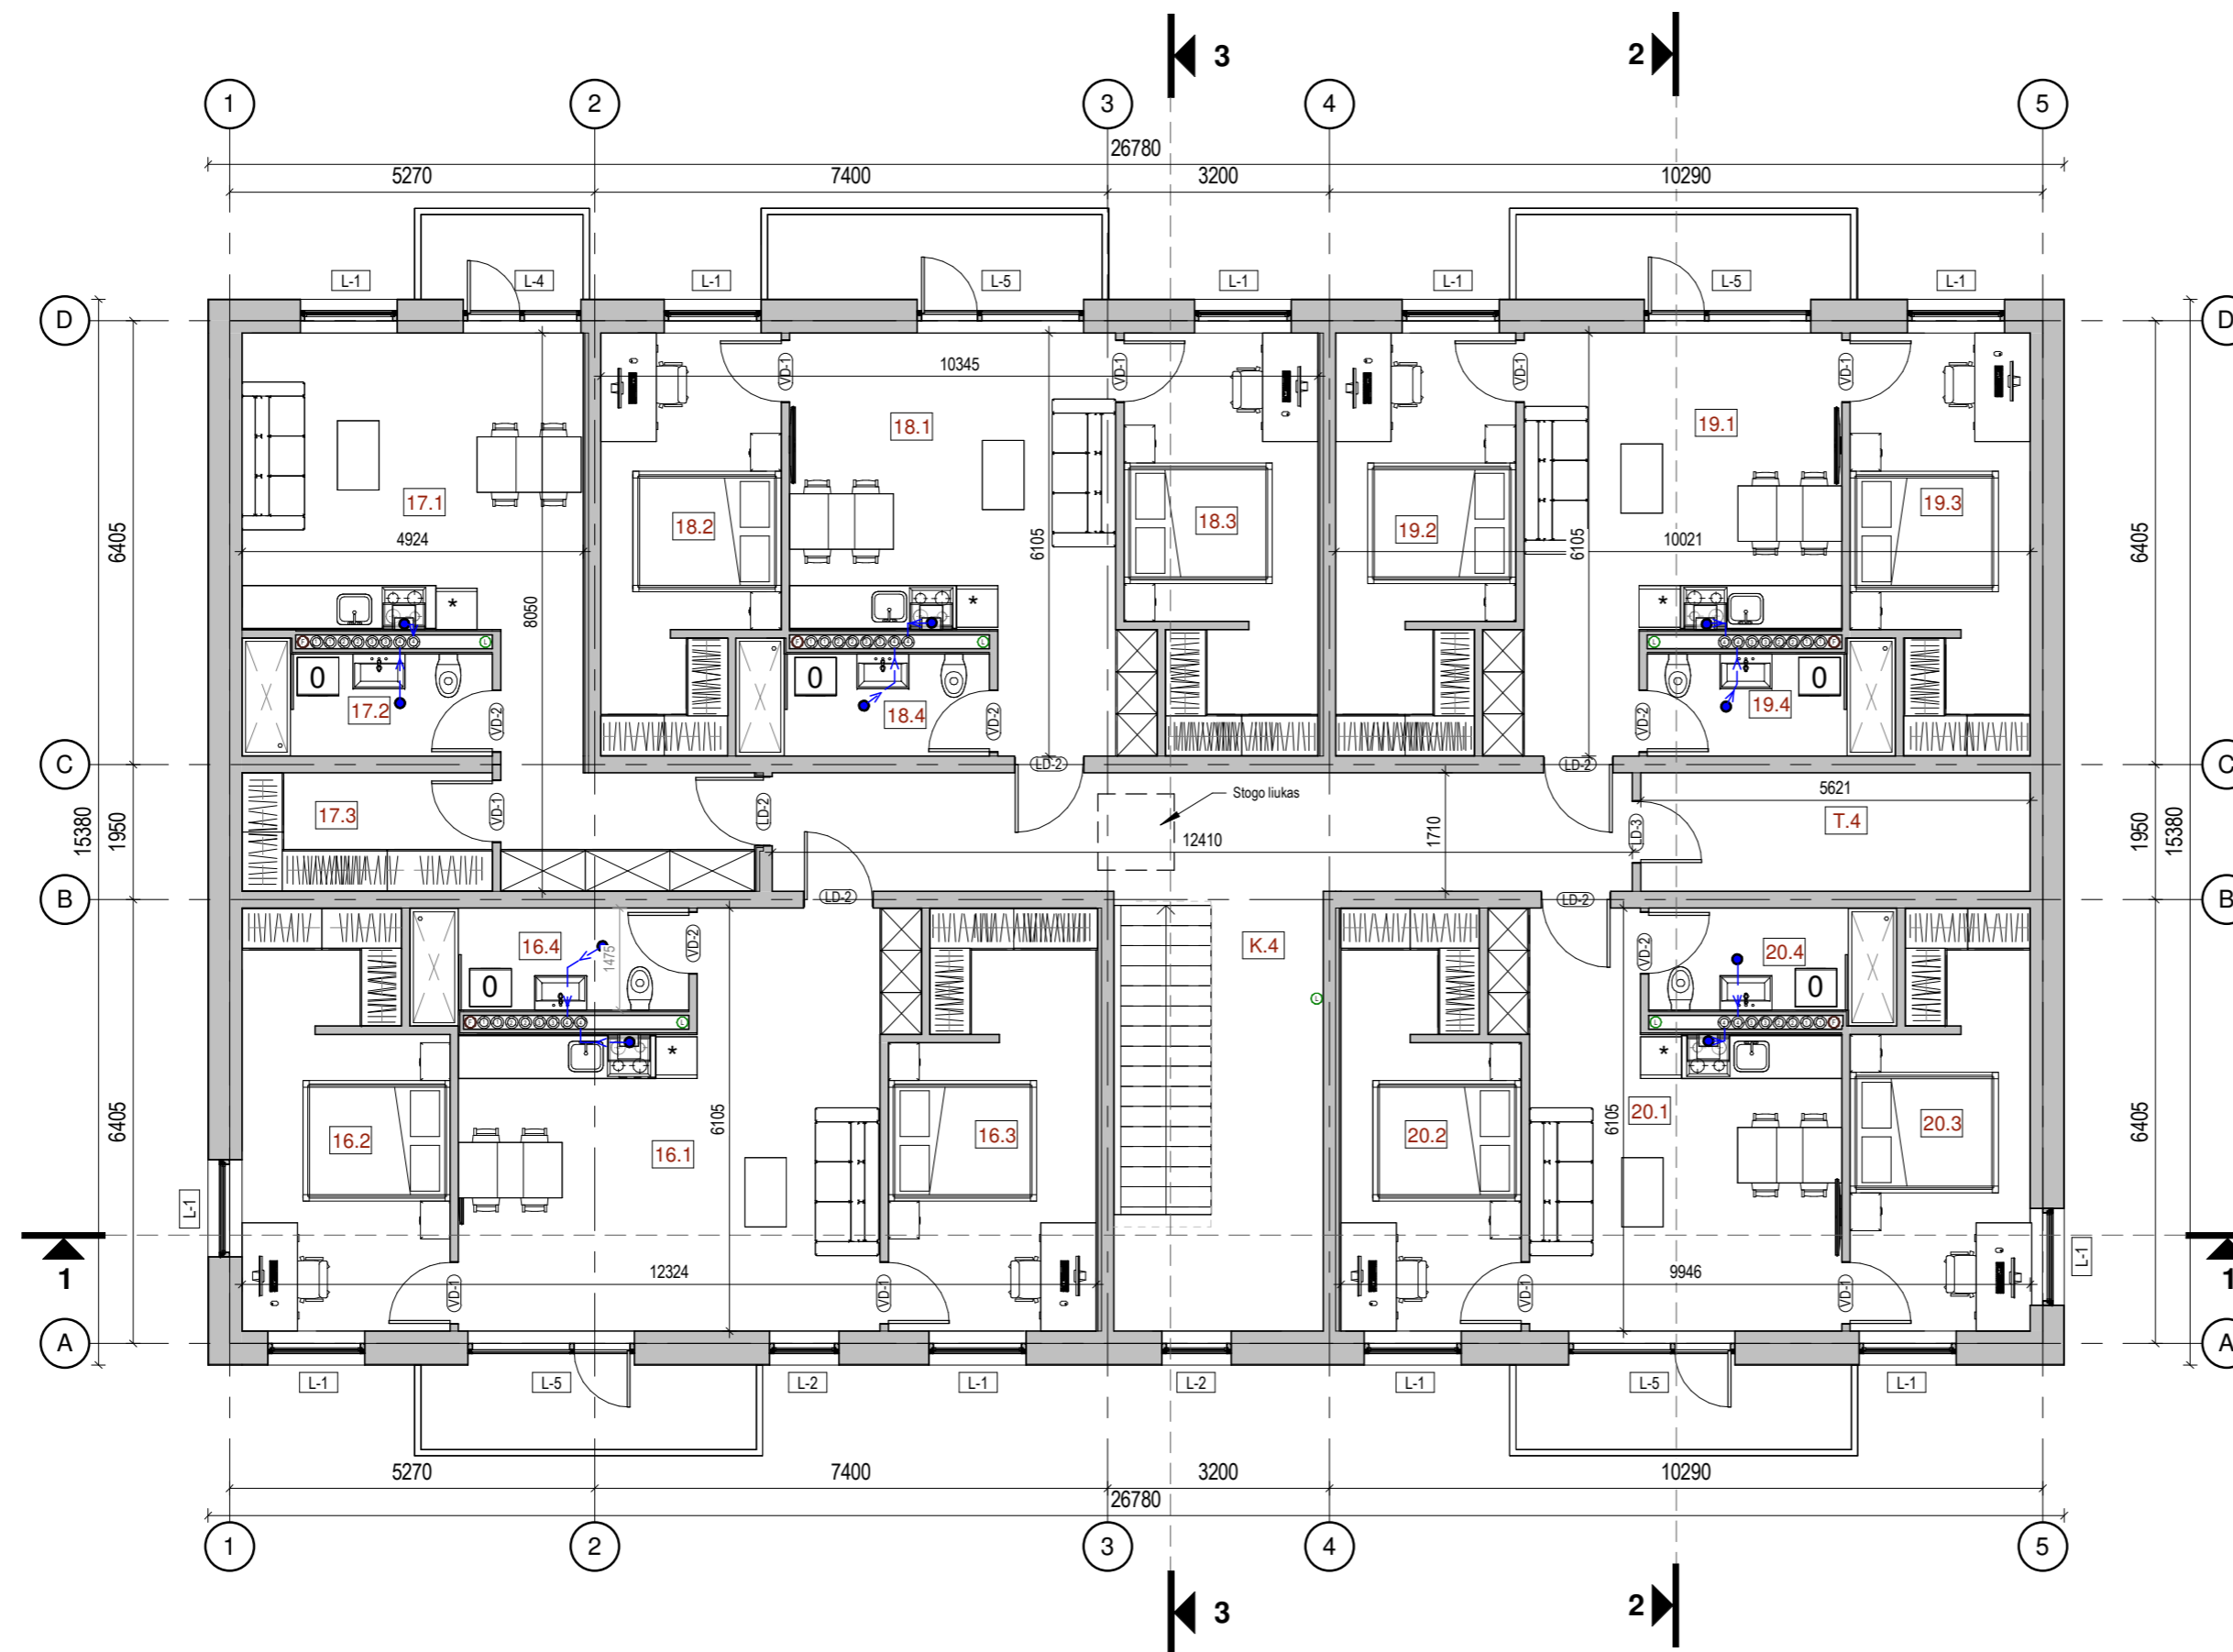 3
2
1 2 3 4 5
26780
5270 7400 3200 10290
L-1 L-4 L-1 L-5 L-1 L-1 L-5 L-1
D D
VD-1 VD-1 VD-1 VD-1
10345
18.1 19.1
17.1 18.2 18.3 19.2 19.3
4924 10021
6405 8050 6105 6105 6405
* * *
0 0 0
17.2 18.4 19.4
VD-2 VD-2 VD-2
C LD-2 LD-2 C
Stogo liukas
5621
17.3 VD-1 LD-2 LD-3 T.4
15380 1950 12410 1710 1950 15380
B LD-2 LD-2 B
16.4 1475 VD-2 K.4 VD-2 20.4
0 0
* *
6405 6105 6105 6405
16.2 16.1 16.3 20.2 20.1 20.3
L-1
1 1
12324 9946
VD-1 VD-1 VD-1 VD-1
L-1
A A
L-1 L-5 L-2 L-1 L-2 L-1 L-5 L-1
5270 7400 3200 10290
26780
1 2 3 4 5
3
2